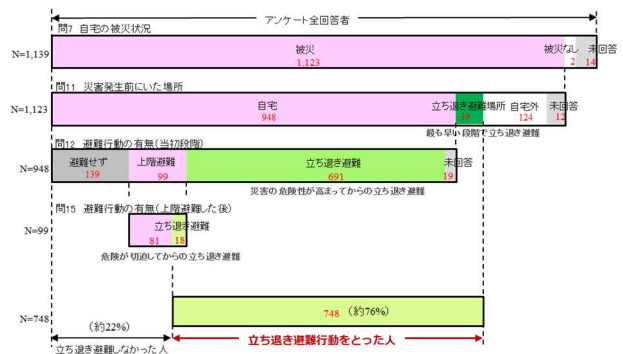 アンケート全回答者
問7 自宅の被災状況
N=1,139
被災
1,123
被災なし
2
未回答
14
問11 災害発生前にいた場所
N=1,123
自宅
948
立ち退き避難場所
39
自宅外
124
未回答
12
最も早い段階で立ち退き避難
問12 避難行動の有無(当初段階)
N=948
避難せず
139
上階避難
99
立ち退き避難
691
未回答
19
災害の危険性が高まってからの立ち退き避難
問15 避難行動の有無(上階避難した後)
N=99
立ち退き避難
81
18
危険が切迫してからの立ち退き避難
N=748
748 (約76%)
(約22%)
立ち退き避難しなかった人
立ち退き避難行動をとった人